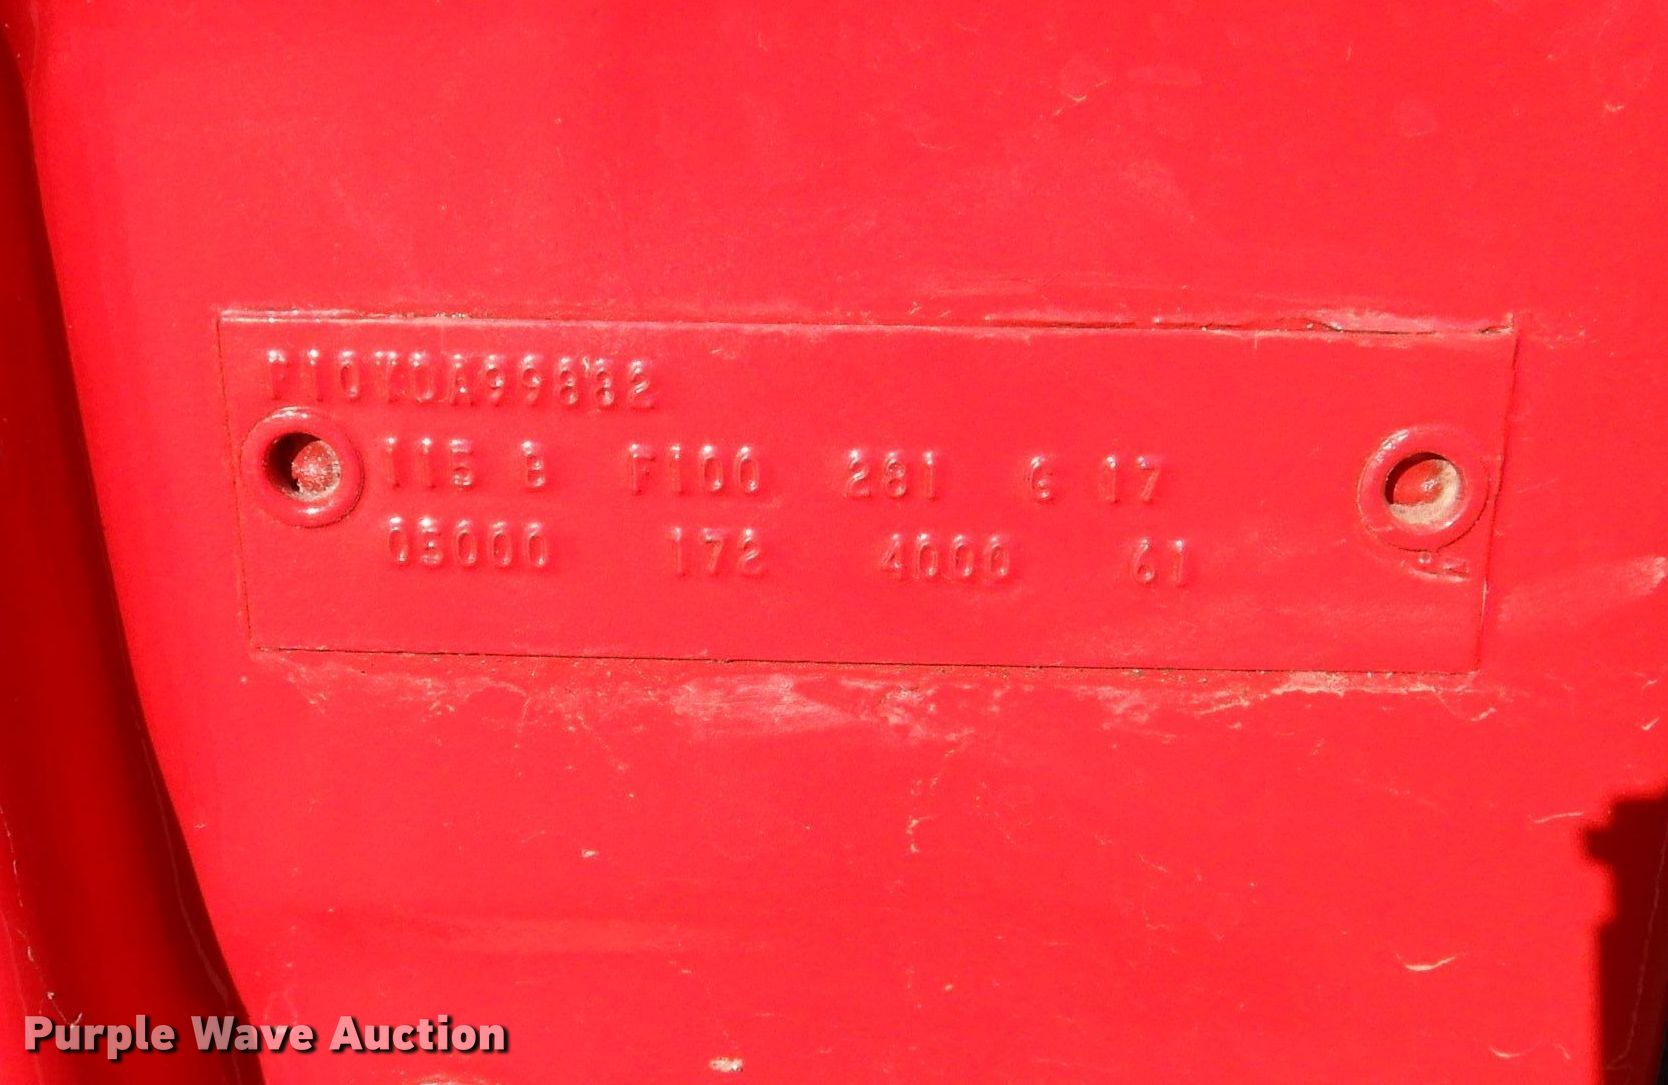 F10YDA99882
115 B F100 281 G 17
05000 172 4000 61
Purple Wave Auction